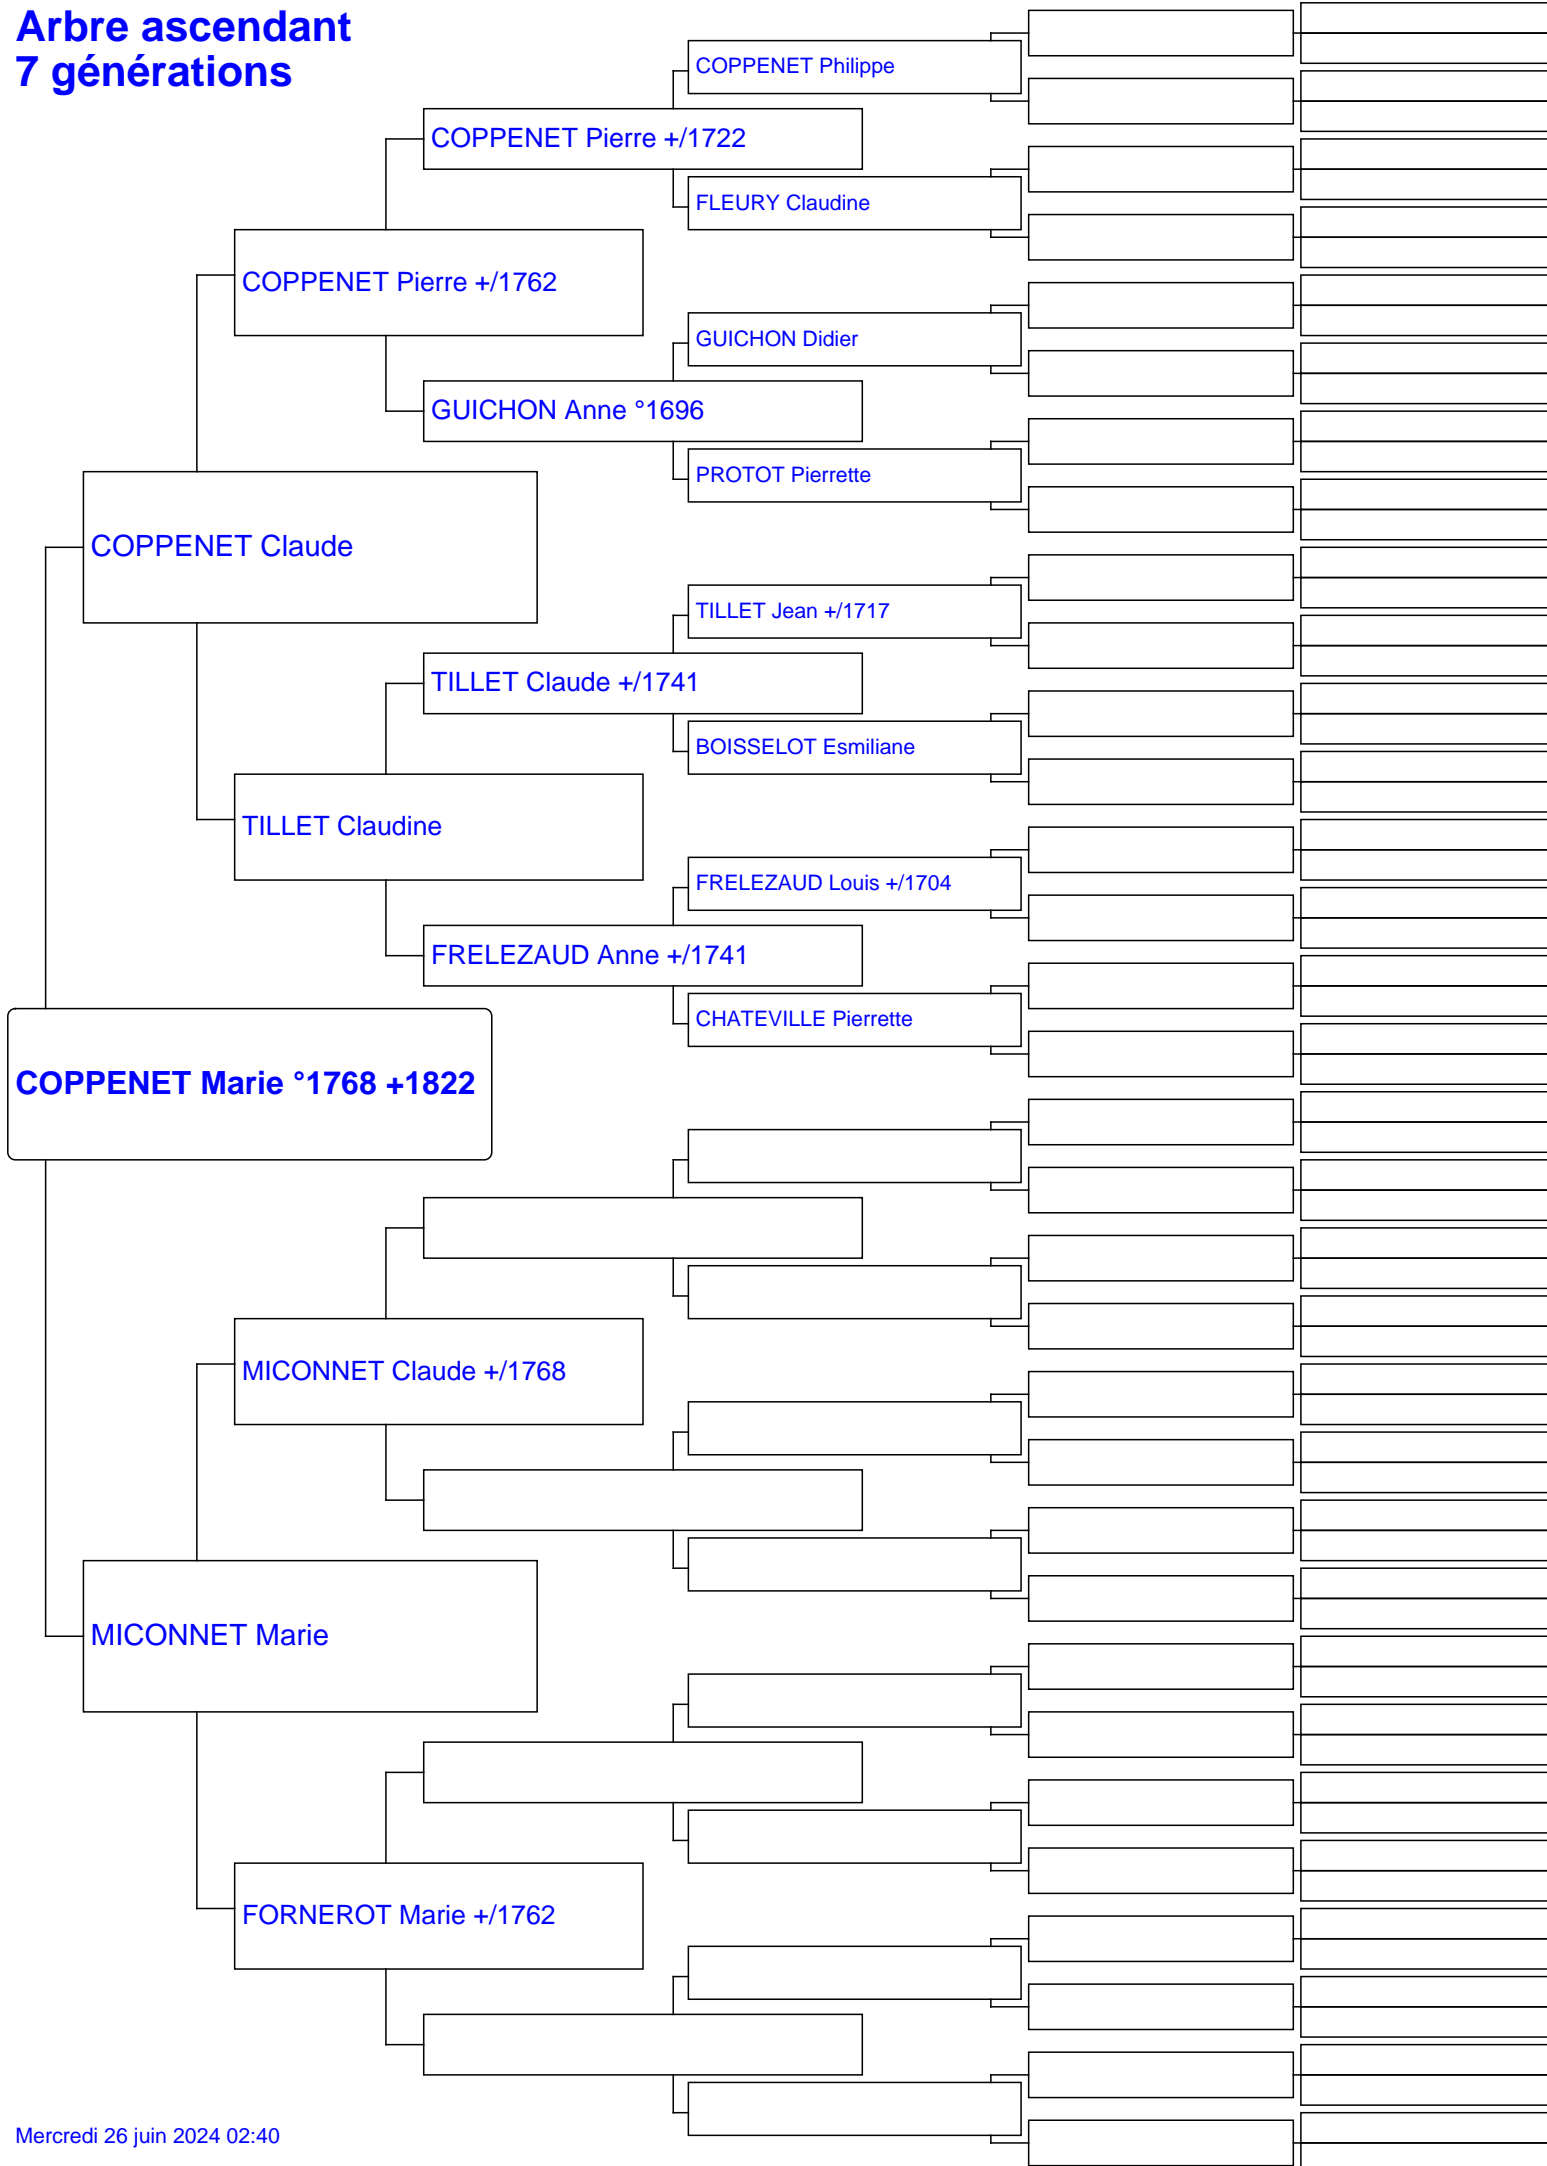 Arbre ascendant
7 générations
COPPENET Philippe
COPPENET Pierre +/1722
FLEURY Claudine
COPPENET Pierre +/1762
GUICHON Didier
GUICHON Anne °1696
PROTOT Pierrette
COPPENET Claude
TILLET Jean +/1717
TILLET Claude +/1741
BOISSELOT Esmiliane
TILLET Claudine
FRELEZAUD Louis +/1704
FRELEZAUD Anne +/1741
CHATEVILLE Pierrette
COPPENET Marie °1768 +1822
MICONNET Claude +/1768
MICONNET Marie
FORNEROT Marie +/1762
Mercredi 26 juin 2024 02:40